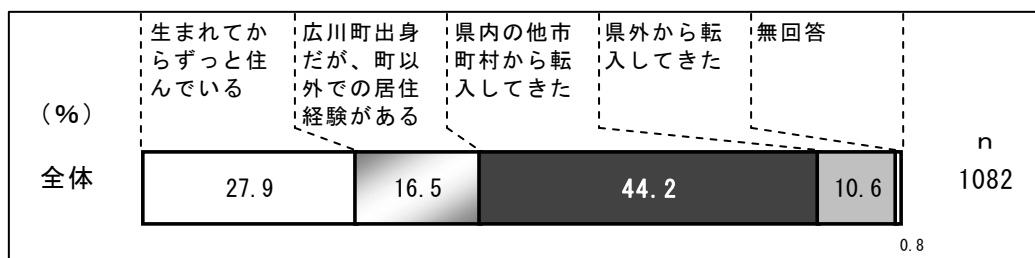 生まれてか
らずっと住
んでいる
広川町出身
だが、町以
外での居住
経験がある
県内の他市
町村から転
入してきた
県外から転
入してきた
無回答
(%)
全体
27.9
16.5
44.2
10.6
0.8
n
1082